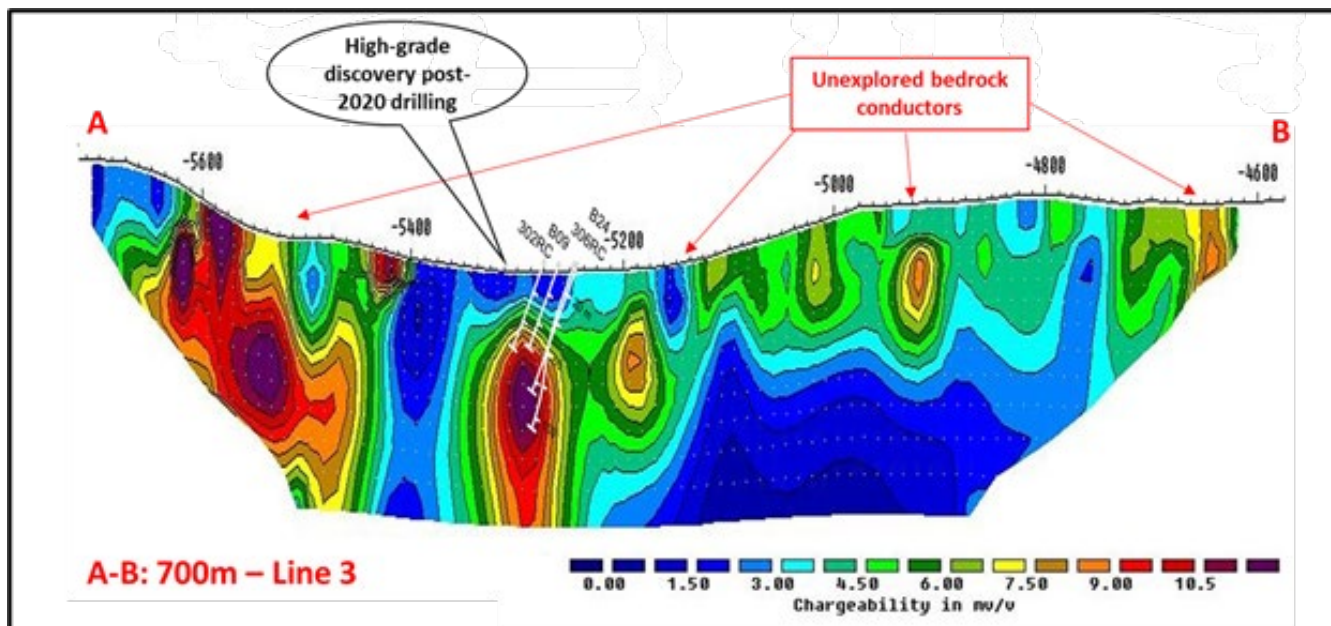 High-grade
discovery post-
2020 drilling
Unexplored bedrock
conductors
A
B
-5600
-5400
302RC
B09
B24
306RC
-5200
-5000
-4800
-4600
A-B: 700m – Line 3
0.00 1.50 3.00 4.50 6.00 7.50 9.00 10.5
Chargeability in mv/v